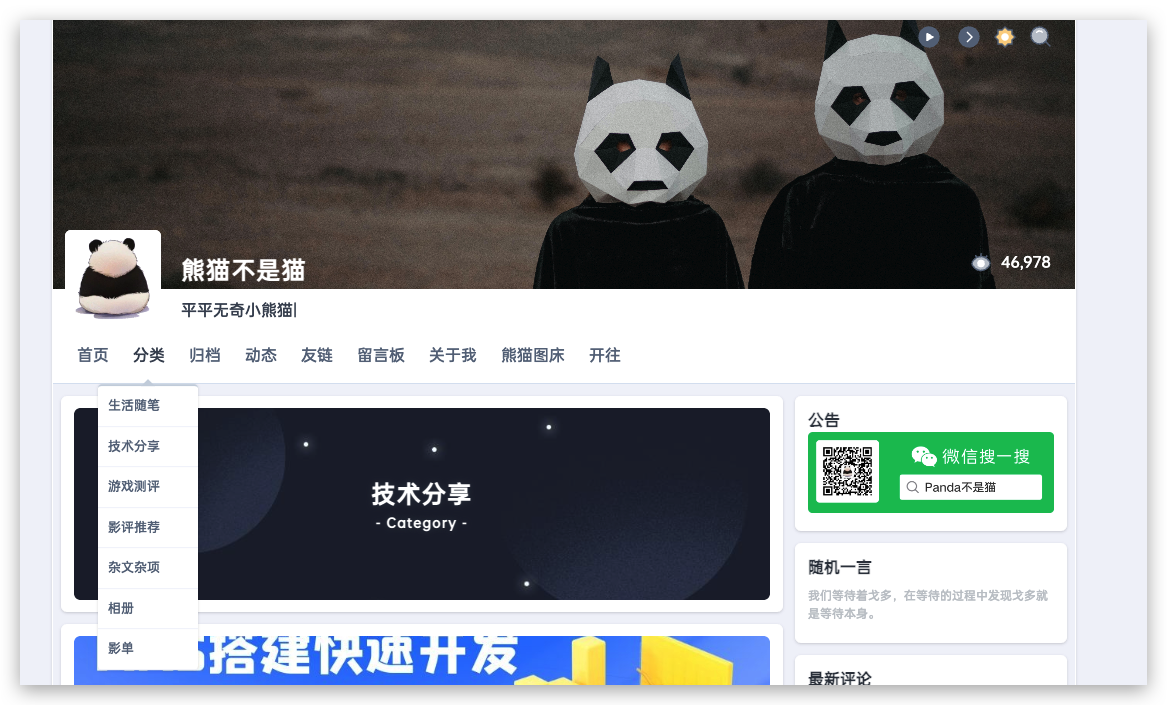 46,978
熊猫不是猫
平平无奇小熊猫
首页 分类 归档 动态 友链 留言板 关于我 熊猫图床 开往
生活随笔
技术分享
游戏测评
影评推荐
杂文杂项
相册
影单
技术分享
- Category -
搭建快速开发
公告
微信搜一搜
Panda不是猫
随机一言
我们等待着戈多，在等待的过程中发现戈多就
是等待本身。
最新评论